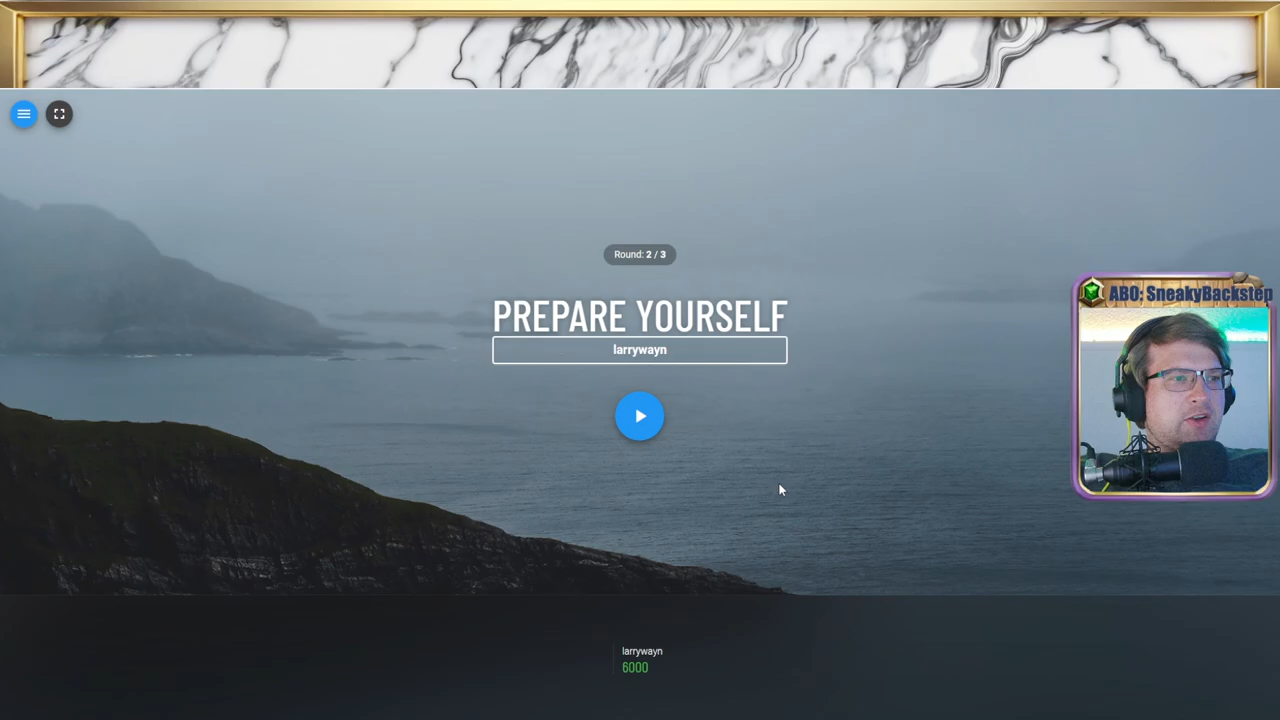 Round: 2 / 3
PREPARE YOURSELF
larrywayn
ABO: SneakyBackstep
larrywayn
6000